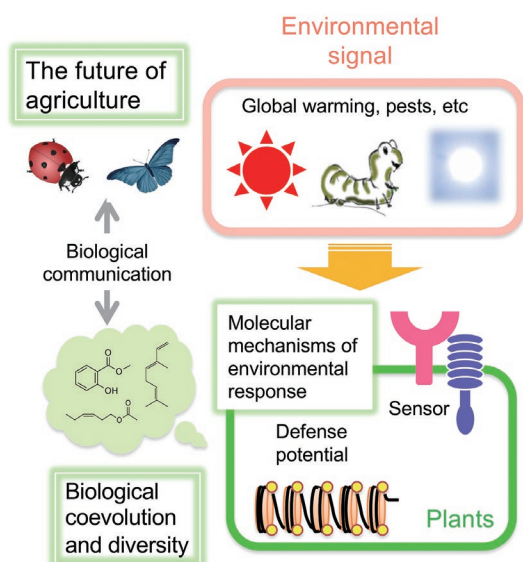 Environmental
signal
The future of
agriculture
Global warming, pests, etc
Biological
communication
O
O
OH
O
O
Molecular
mechanisms of
environmental
response
Sensor
Defense
potential
Biological
coevolution
and diversity
Plants